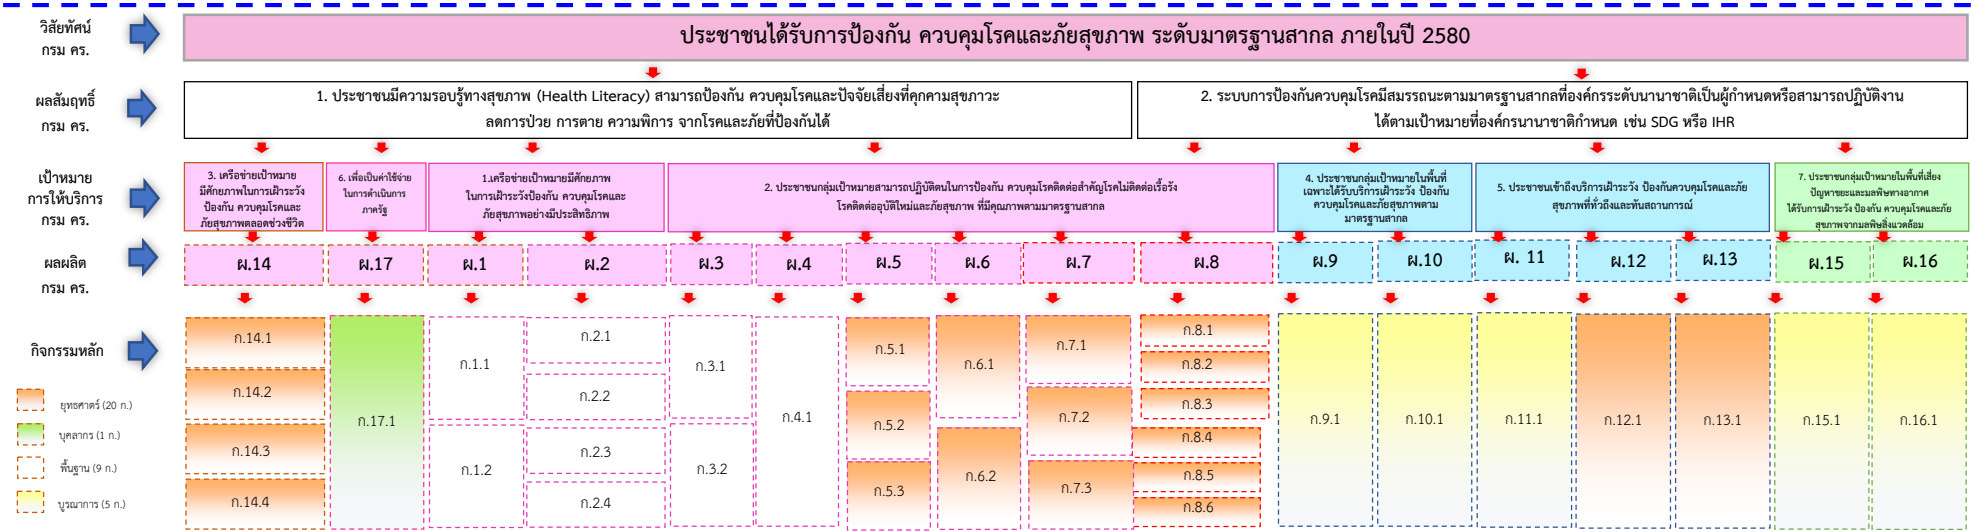 วิสัยทัศน์
กรม คร.
ประชาชนได้รับการป้องกัน ควบคุมโรคและภัยสุขภาพ ระดับมาตรฐานสากล ภายในปี 2580
ผลสัมฤทธิ์
กรม คร.
1. ประชาชนมีความรอบรู้ทางสุขภาพ (Health Literacy) สามารถป้องกัน ควบคุมโรคและปัจจัยเสี่ยงที่คุกคามสุขภาวะ
ลดการป่วย การตาย ความพิการ จากโรคและภัยที่ป้องกันได้
2. ระบบการป้องกันควบคุมโรคมีสมรรถนะตามมาตรฐานสากลที่องค์กรระดับนานาชาติเป็นผู้กำหนดหรือสามารถปฏิบัติงาน
ได้ตามเป้าหมายที่องค์กรนานาชาติกำหนด เช่น SDG หรือ IHR
เป้าหมาย
การให้บริการ
กรม คร.
3. เครือข่ายเป้าหมาย
มีศักยภาพในการเฝ้าระวัง
ป้องกัน ควบคุมโรคและ
ภัยสุขภาพตลอดช่วงชีวิต
6. เพื่อเป็นค่าใช้จ่าย
ในการดำเนินการ
ภาครัฐ
1.เครือข่ายเป้าหมายมีศักยภาพ
ในการเฝ้าระวังป้องกัน ควบคุมโรคและ
ภัยสุขภาพอย่างมีประสิทธิภาพ
2. ประชาชนกลุ่มเป้าหมายสามารถปฏิบัติตนในการป้องกัน ควบคุมโรคติดต่อสำคัญโรคไม่ติดต่อเรื้อรัง
โรคติดต่ออุบัติใหม่และภัยสุขภาพ ที่มีคุณภาพตามมาตรฐานสากล
4. ประชาชนกลุ่มเป้าหมายในพื้นที่
เฉพาะได้รับบริการเฝ้าระวัง ป้องกัน
ควบคุมโรคและภัยสุขภาพตาม
มาตรฐานสากล
5. ประชาชนเข้าถึงบริการเฝ้าระวัง ป้องกันควบคุมโรคและภัย
สุขภาพที่ทั่วถึงและทันสถานการณ์
7. ประชาชนกลุ่มเป้าหมายในพื้นที่เสี่ยง
ปัญหาขยะและมลพิษทางอากาศ
ได้รับการเฝ้าระวัง ป้องกัน ควบคุมโรคและภัย
สุขภาพจากมลพิษสิ่งแวดล้อม
ผลผลิต
กรม คร.
ผ.14
ผ.17
ผ.1
ผ.2
ผ.3
ผ.4
ผ.5
ผ.6
ผ.7
ผ.8
ผ.9
ผ.10
ผ. 11
ผ.12
ผ.13
ผ.15
ผ.16
กิจกรรมหลัก
ก.14.1
ก.14.2
ก.14.3
ก.14.4
ก.17.1
ก.1.1
ก.1.2
ก.2.1
ก.2.2
ก.2.3
ก.2.4
ก.3.1
ก.3.2
ก.4.1
ก.5.1
ก.5.2
ก.5.3
ก.6.1
ก.6.2
ก.7.1
ก.7.2
ก.7.3
ก.8.1
ก.8.2
ก.8.3
ก.8.4
ก.8.5
ก.8.6
ก.9.1
ก.10.1
ก.11.1
ก.12.1
ก.13.1
ก.15.1
ก.16.1
ยุทธศาตร์ (20 ก.)
บุคลากร (1 ก.)
พื้นฐาน (9 ก.)
บูรณาการ (5 ก.)